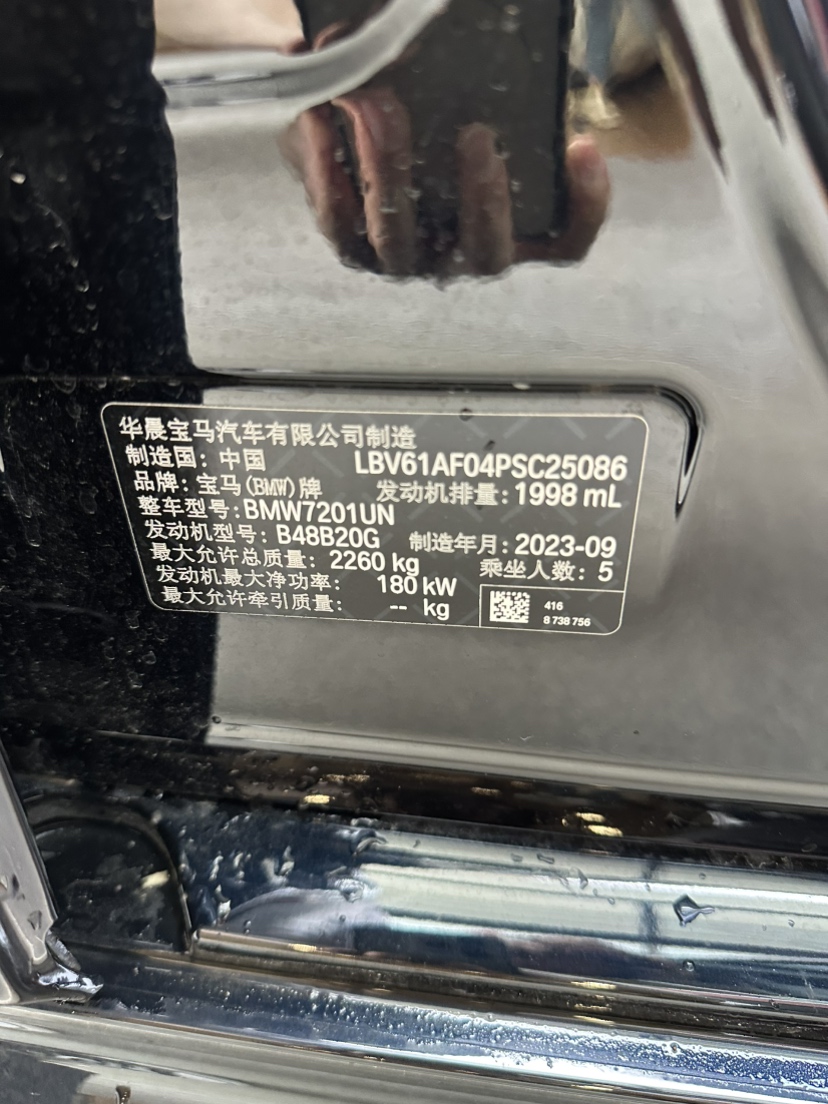 华晨宝马汽车有限公司制造
制造国：中国 LBV61AF04PSC25086
品牌：宝马(BMW)牌 发动机排量：1998 mL
整车型号：BMW7201UN
发动机型号：B48B20G 制造年月：2023-09
最大允许总质量：2260 kg 乘坐人数：5
发动机最大净功率： 180 kW
最大允许牵引质量： -- kg
416
8 738 756